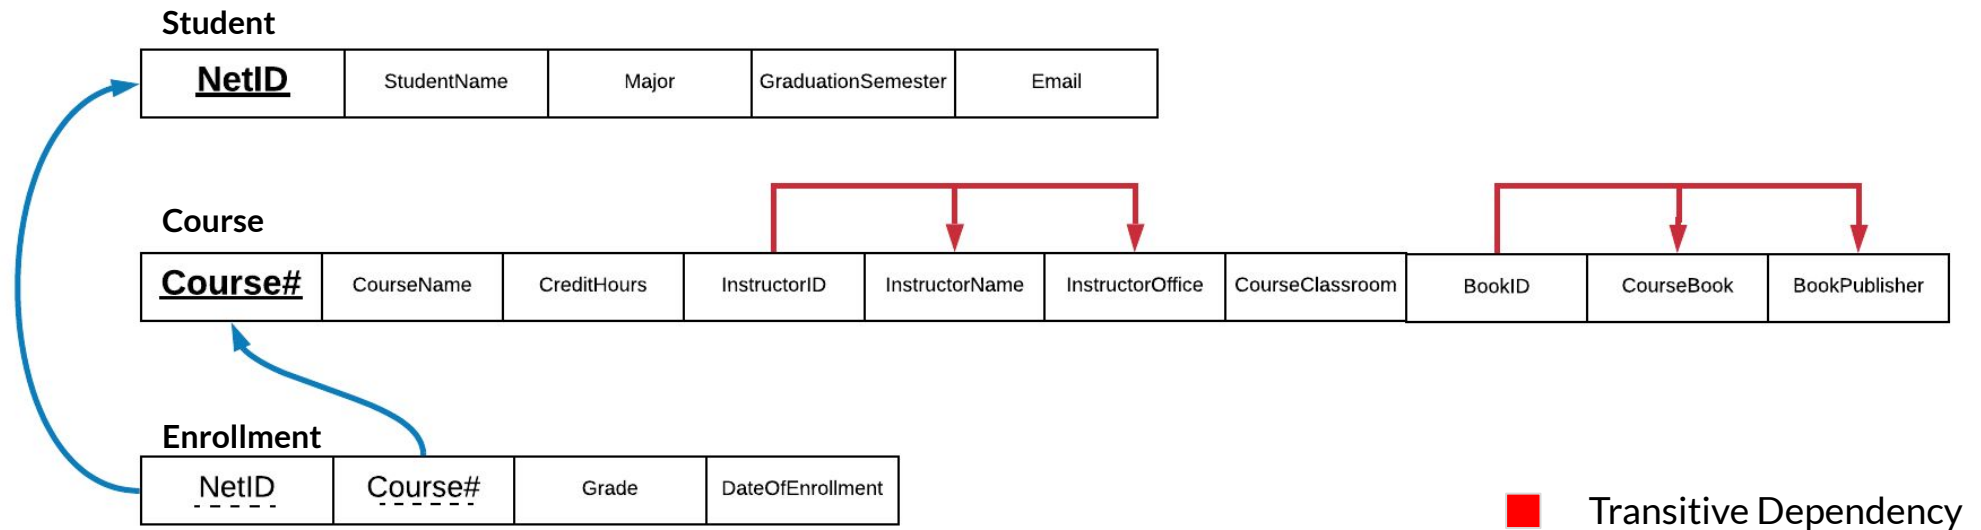 Student
NetID StudentName Major GraduationSemester Email
Course
Course# CourseName CreditHours InstructorID InstructorName InstructorOffice CourseClassroom BookID CourseBook BookPublisher
Enrollment
NetID Course# Grade DateOfEnrollment
Transitive Dependency